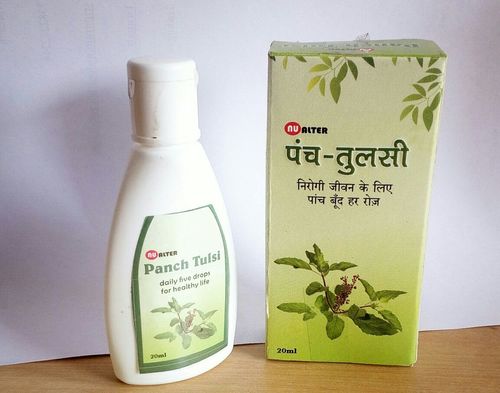 NU ALTER
Panch Tulsi
daily five drops
for healthy life
20ml
NU ALTER
पंच-तुलसी
निरोगी जीवन के लिए
पांच बूँद हर रोज़
20ml